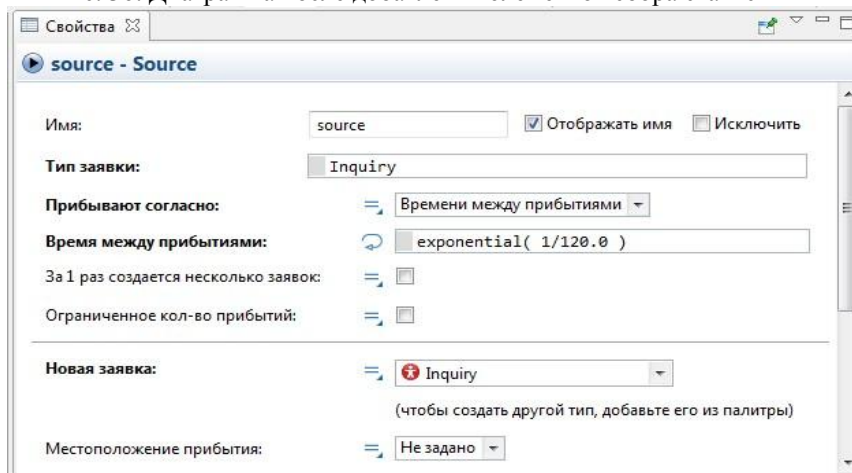 Свойства
source - Source
Имя: source Отображать имя Исключить
Тип заявки: Inquiry
Прибывают согласно: Времени между прибытиями
Время между прибытиями: exponential( 1/120.0 )
За 1 раз создается несколько заявок:
Ограниченное кол-во прибытий:
Новая заявка: Inquiry
(чтобы создать другой тип, добавьте его из палитры)
Местоположение прибытия: Не задано